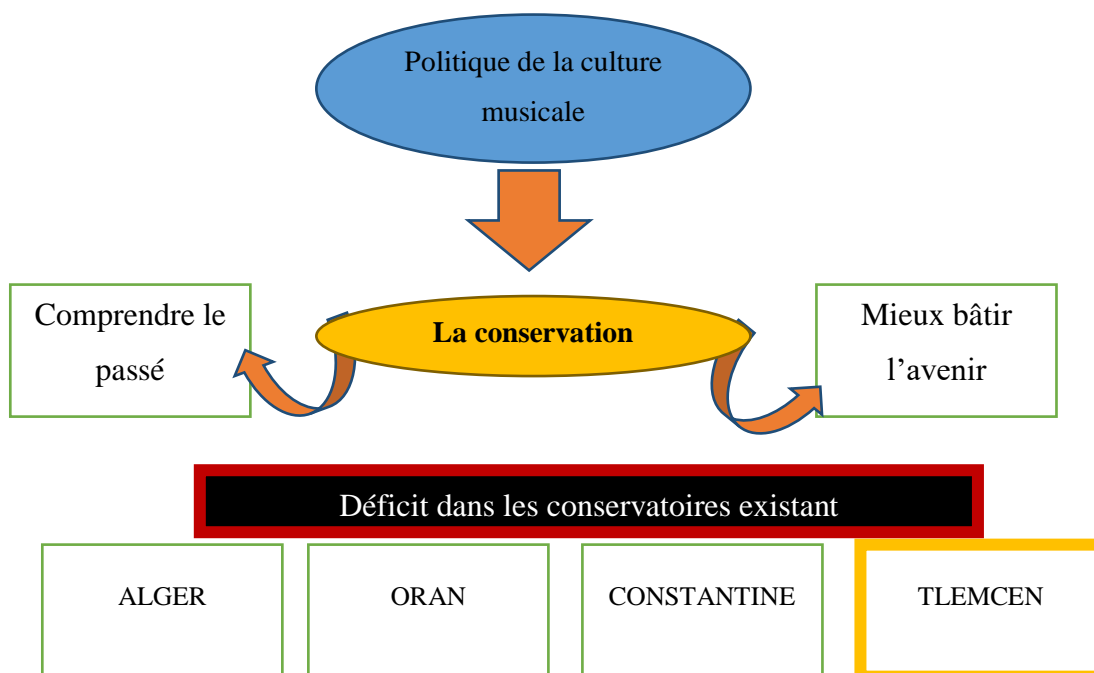 Politique de la culture
musicale
Comprendre le
passé
La conservation
Mieux bâtir
l’avenir
Déficit dans les conservatoires existant
ALGER
ORAN
CONSTANTINE
TLEMCEN